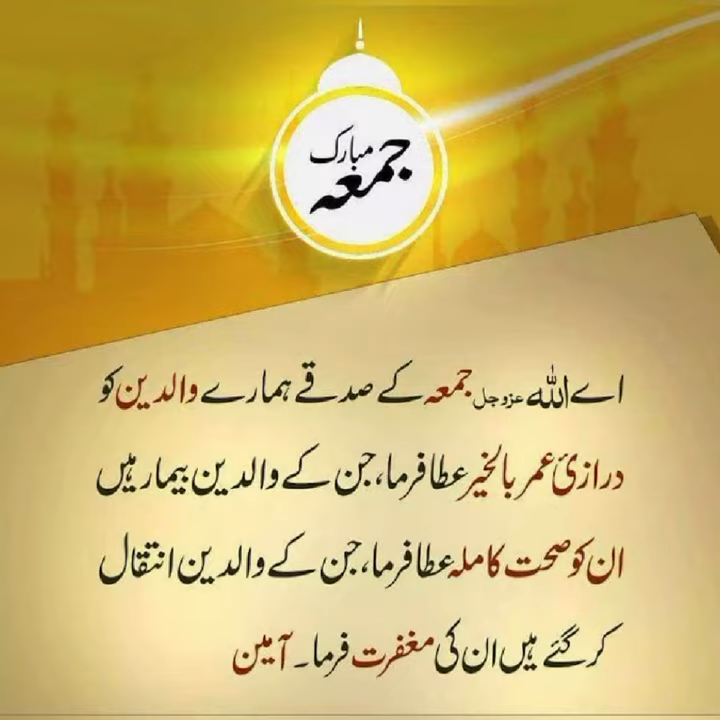 جمعہ مبارک
اے اللہ عزوجل جمعہ کے صدقے ہمارے والدین کو
درازئ عمر بالخیر عطا فرما، جن کے والدین بیمار ہیں
ان کو صحت کاملہ عطا فرما، جن کے والدین انتقال
کر گئے ہیں ان کی مغفرت فرما۔ آمین